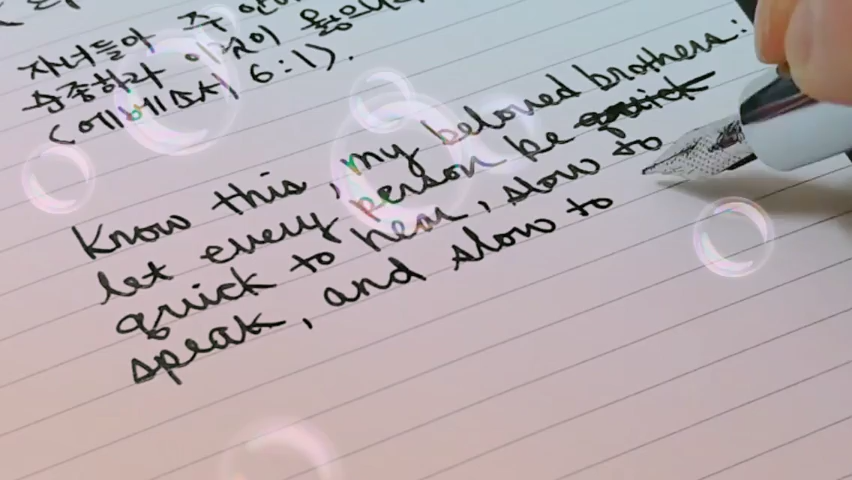 자녀들아 주 안에
순종하라 이것이 옳으니라
(에베소서 6:1).
Know this, my beloved brothers:
let every person be quick
quick to hear, slow to
speak, and slow to